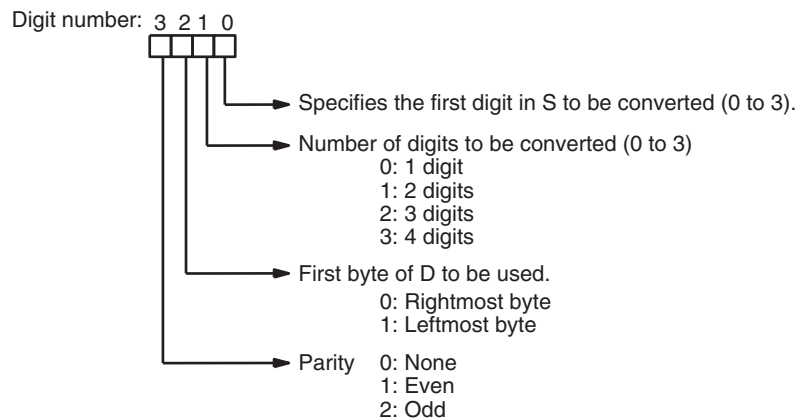 Digit number: 3 2 1 0
Specifies the first digit in S to be converted (0 to 3).
Number of digits to be converted (0 to 3)
0: 1 digit
1: 2 digits
2: 3 digits
3: 4 digits
First byte of D to be used.
0: Rightmost byte
1: Leftmost byte
Parity 0: None
1: Even
2: Odd